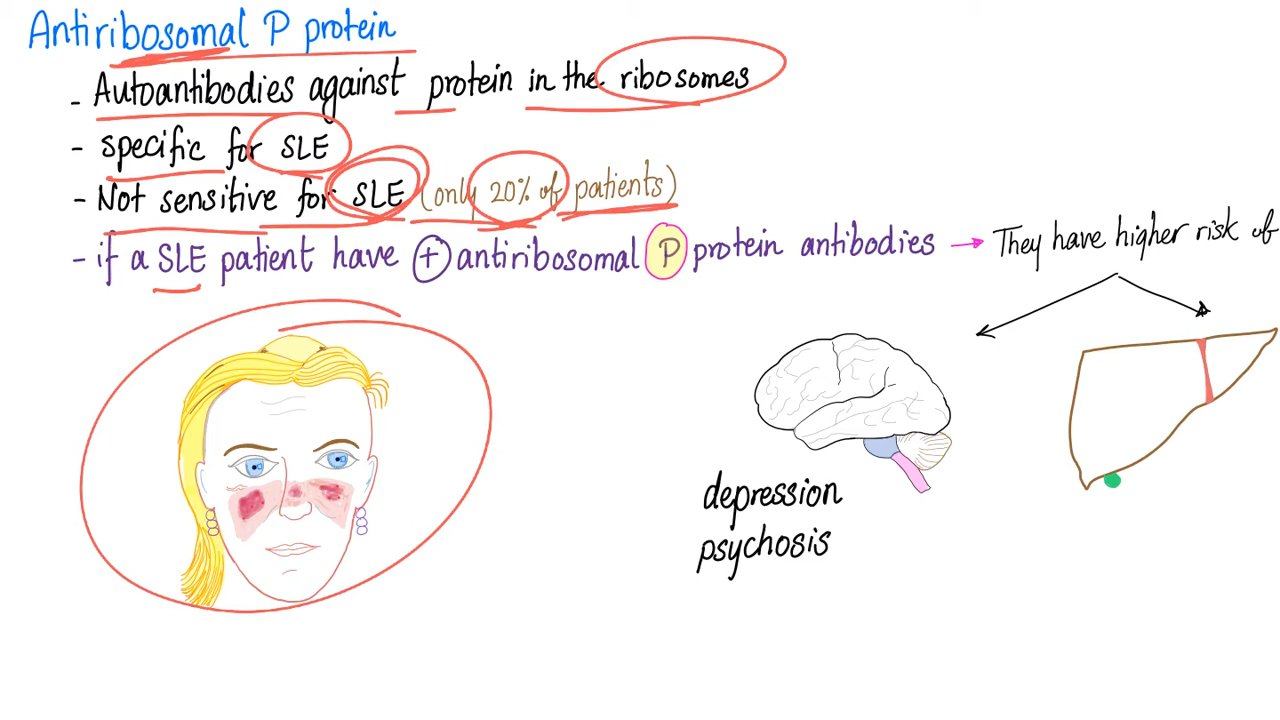 Antiribosomal P protein
- Autoantibodies against protein in the ribosomes
- specific for SLE
- Not sensitive for SLE (only 20% of patients)
- if a SLE patient have + antiribosomal P protein antibodies → They have higher risk of
depression
psychosis